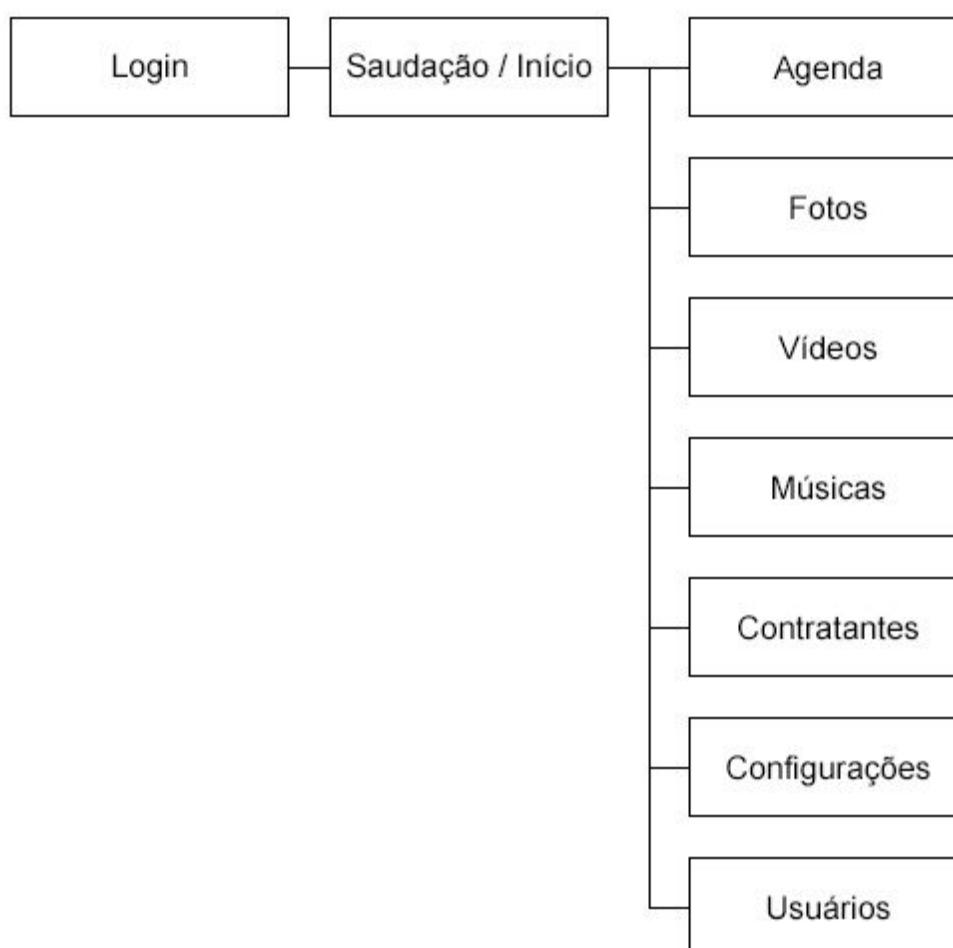 Login
Saudação / Início
Agenda
Fotos
Vídeos
Músicas
Contratantes
Configurações
Usuários